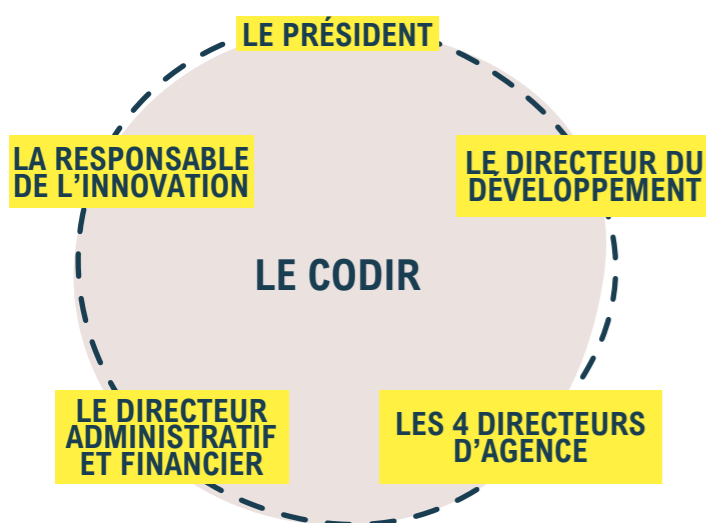 LE PRÉSIDENT
LA RESPONSABLE
DE L'INNOVATION
LE DIRECTEUR DU
DÉVELOPPEMENT
LE CODIR
LE DIRECTEUR
ADMINISTRATIF
ET FINANCIER
LES 4 DIRECTEURS
D'AGENCE